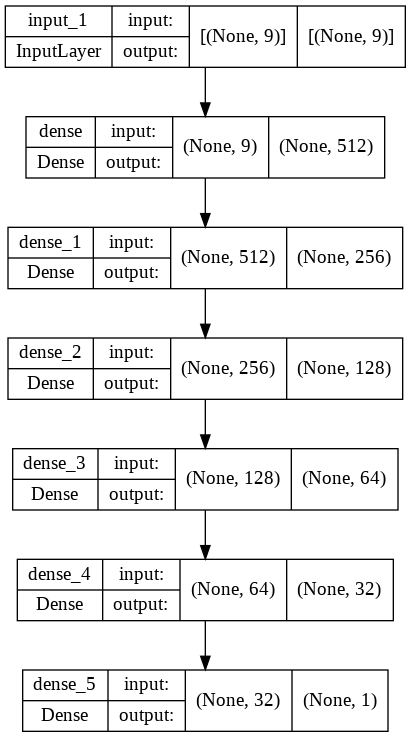 input_1 input: [(None, 9)] [(None, 9)]
InputLayer output:
dense input: (None, 9) (None, 512)
Dense output:
dense_1 input: (None, 512) (None, 256)
Dense output:
dense_2 input: (None, 256) (None, 128)
Dense output:
dense_3 input: (None, 128) (None, 64)
Dense output:
dense_4 input: (None, 64) (None, 32)
Dense output:
dense_5 input: (None, 32) (None, 1)
Dense output: